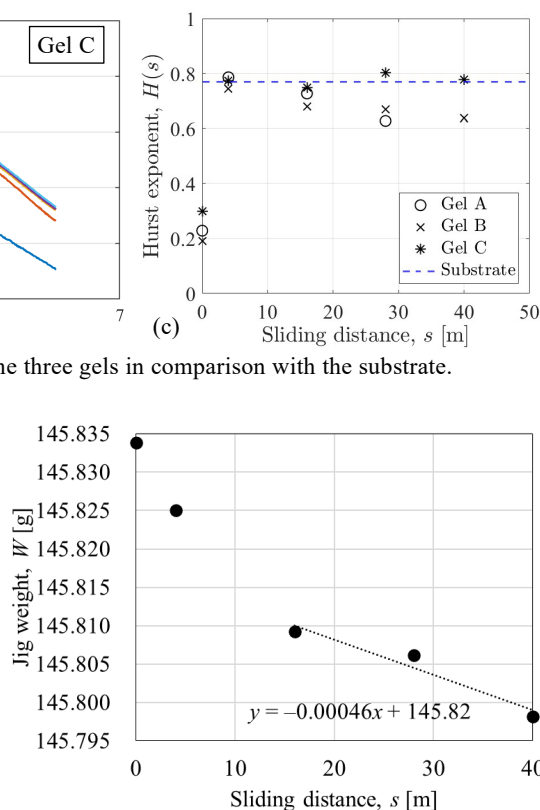 Gel C
7
Hurst exponent, H(s)
1
0.8
0.6
0.4
0.2
0
Gel A
Gel B
Gel C
Substrate
0 10 20 30 40 50
(c)
Sliding distance, s [m]
three gels in comparison with the substrate.
Jig weight, W [g]
145.835
145.830
145.825
145.820
145.815
145.810
145.805
145.800
145.795
y = –0.00046x + 145.82
0 10 20 30 40
Sliding distance, s [m]